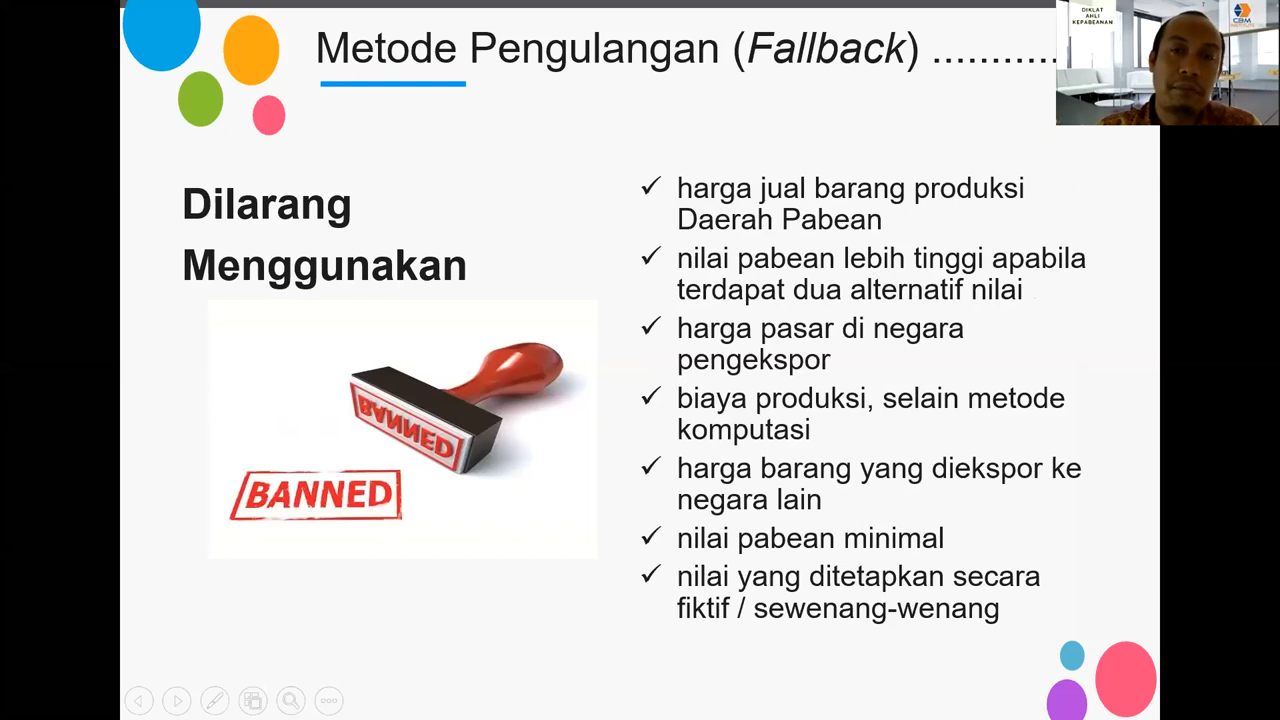 Metode Pengulangan (Fallback) ............
DIKLAT
AHLI
KEPABEANAN
CBM
Dilarang
Menggunakan
✓ harga jual barang produksi
Daerah Pabean
✓ nilai pabean lebih tinggi apabila
terdapat dua alternatif nilai
✓ harga pasar di negara
pengekspor
✓ biaya produksi, selain metode
komputasi
✓ harga barang yang diekspor ke
negara lain
✓ nilai pabean minimal
✓ nilai yang ditetapkan secara
fiktif / sewenang-wenang
BANNED
BANNED